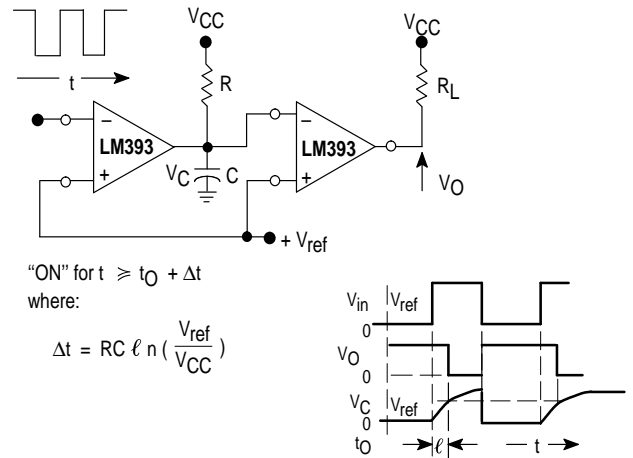 VCC
VCC
t
R
RL
−
LM393
+
−
LM393
+
VC
C
VO
+ Vref
“ON” for t ≥ tO + Δt
where:
Δt = RC ℓ n ( Vref / VCC )
Vin
Vref
0
VO
0
VC
Vref
0
tO
ℓ
t